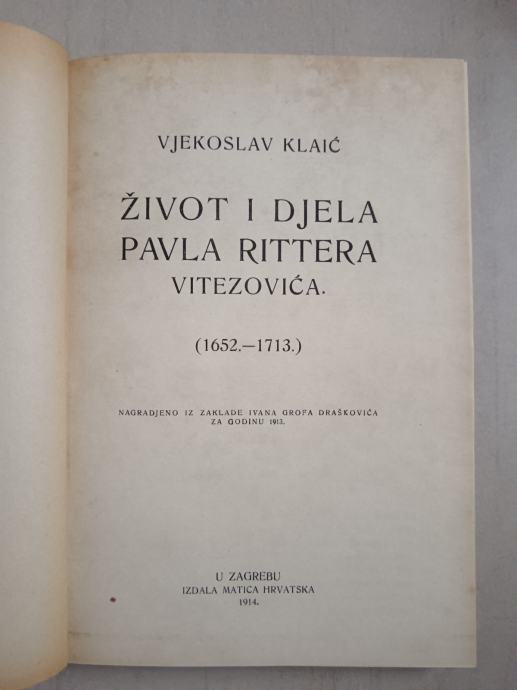 VJEKOSLAV KLAIĆ
ŽIVOT I DJELA
PAVLA RITTERA
VITEZOVIĆA.
(1652.—1713.)
NAGRADJENO IZ ZAKLADE IVANA GROFA DRAŠKOVIĆA
ZA GODINU 1913.
U ZAGREBU
IZDALA MATICA HRVATSKA
1914.